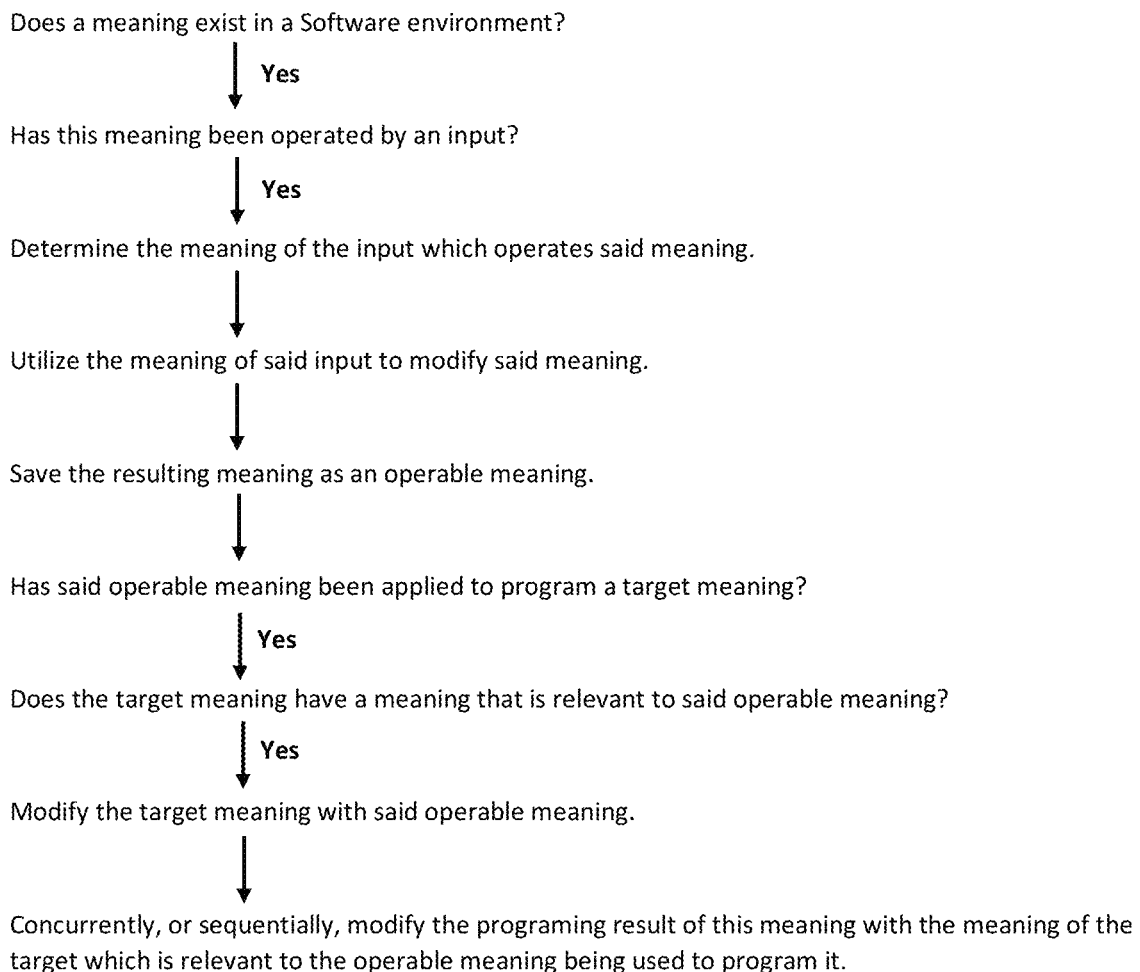 Does a meaning exist in a Software environment?
Yes
Has this meaning been operated by an input?
Yes
Determine the meaning of the input which operates said meaning.
Utilize the meaning of said input to modify said meaning.
Save the resulting meaning as an operable meaning.
Has said operable meaning been applied to program a target meaning?
Yes
Does the target meaning have a meaning that is relevant to said operable meaning?
Yes
Modify the target meaning with said operable meaning.
Concurrently, or sequentially, modify the programing result of this meaning with the meaning of the
target which is relevant to the operable meaning being used to program it.